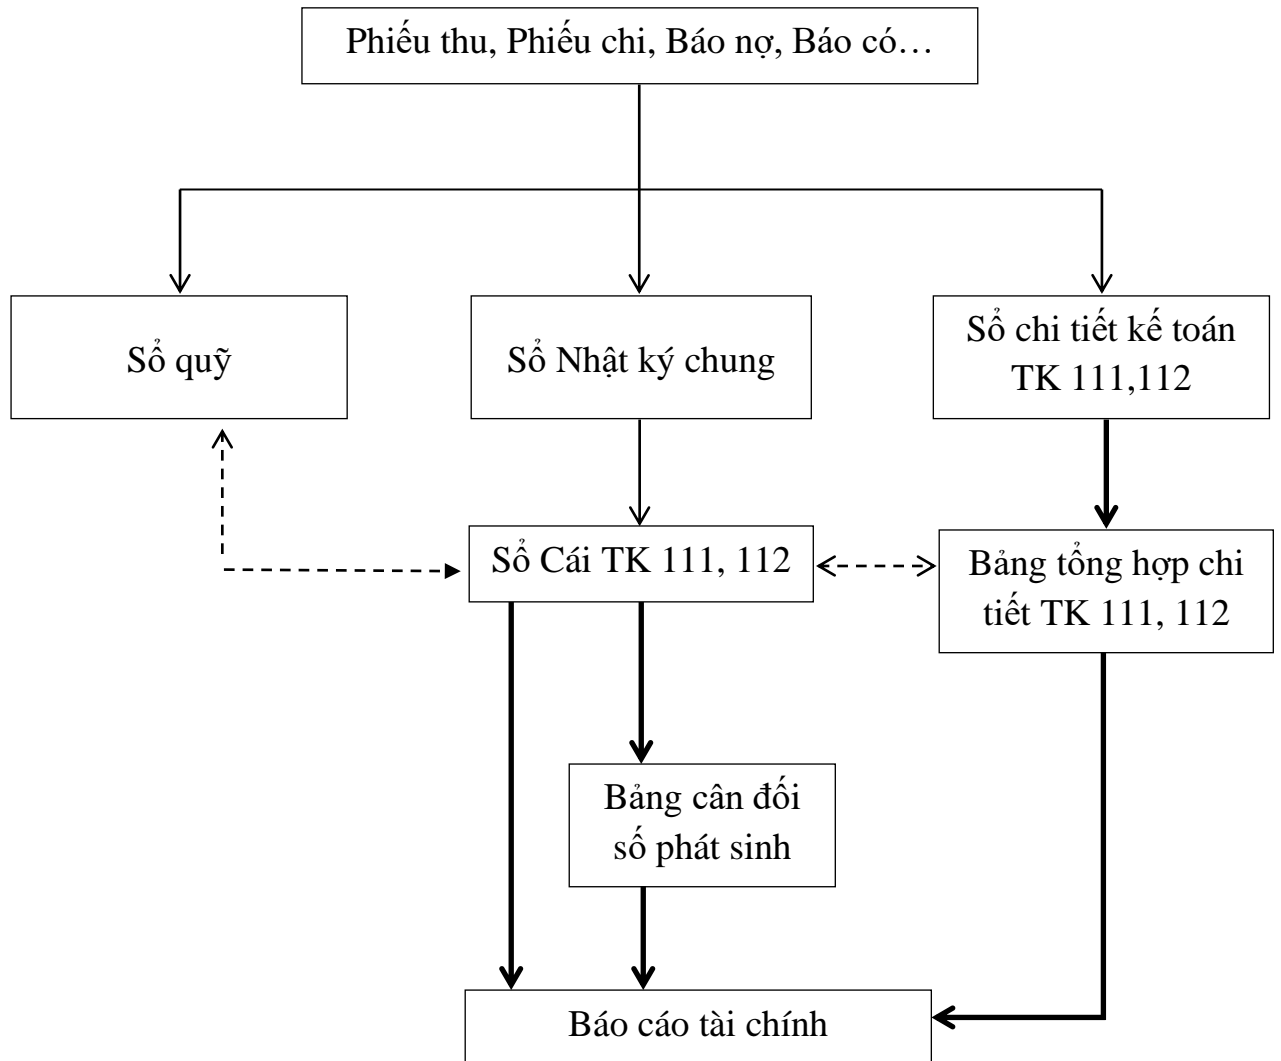 Phiếu thu, Phiếu chi, Báo nợ, Báo có…
Sổ quỹ
Sổ Nhật ký chung
Sổ chi tiết kế toán
TK 111,112
Sổ Cái TK 111, 112
Bảng tổng hợp chi
tiết TK 111, 112
Bảng cân đối
số phát sinh
Báo cáo tài chính